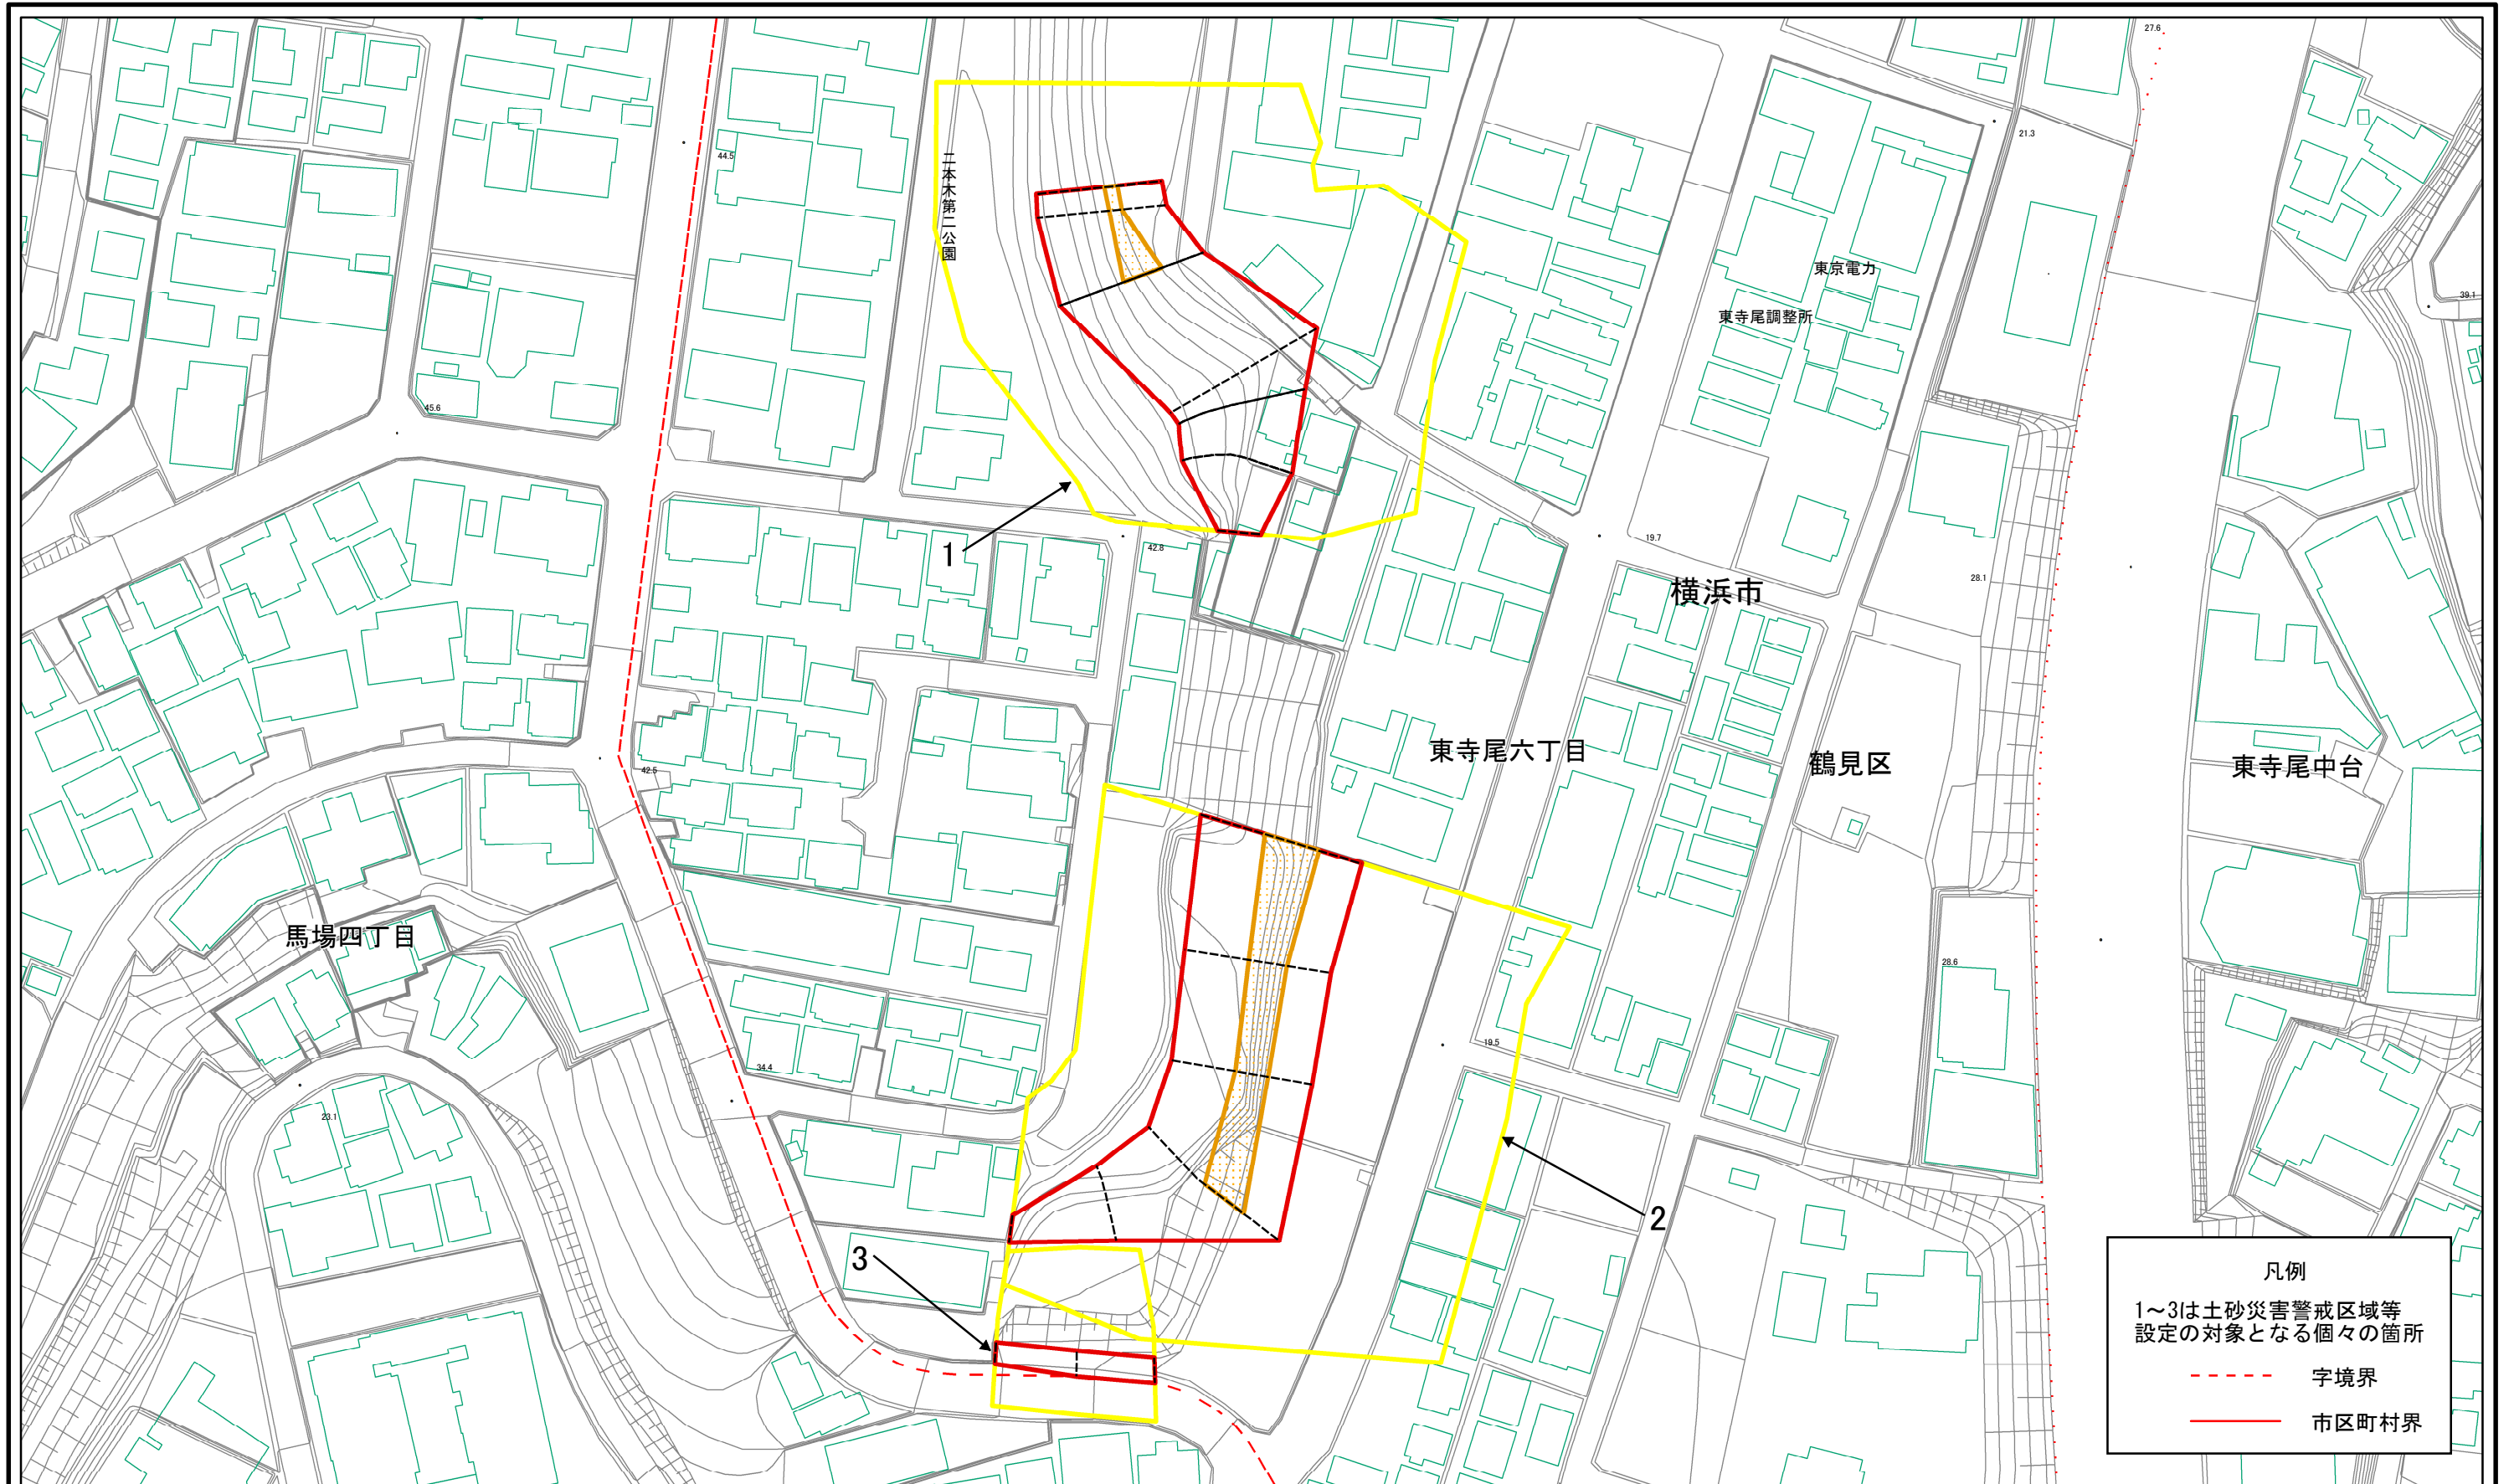 27.6
21.3
44.5
二本木第二公園
東京電力
39.1
東寺尾調整所
45.6
1
42.8
19.7
28.1
横浜市
東寺尾六丁目
鶴見区
東寺尾中台
42.5
馬場四丁目
28.6
19.5
34.4
23.1
2
3
凡例
1～3は土砂災害警戒区域等
設定の対象となる個々の箇所
字境界
市区町村界